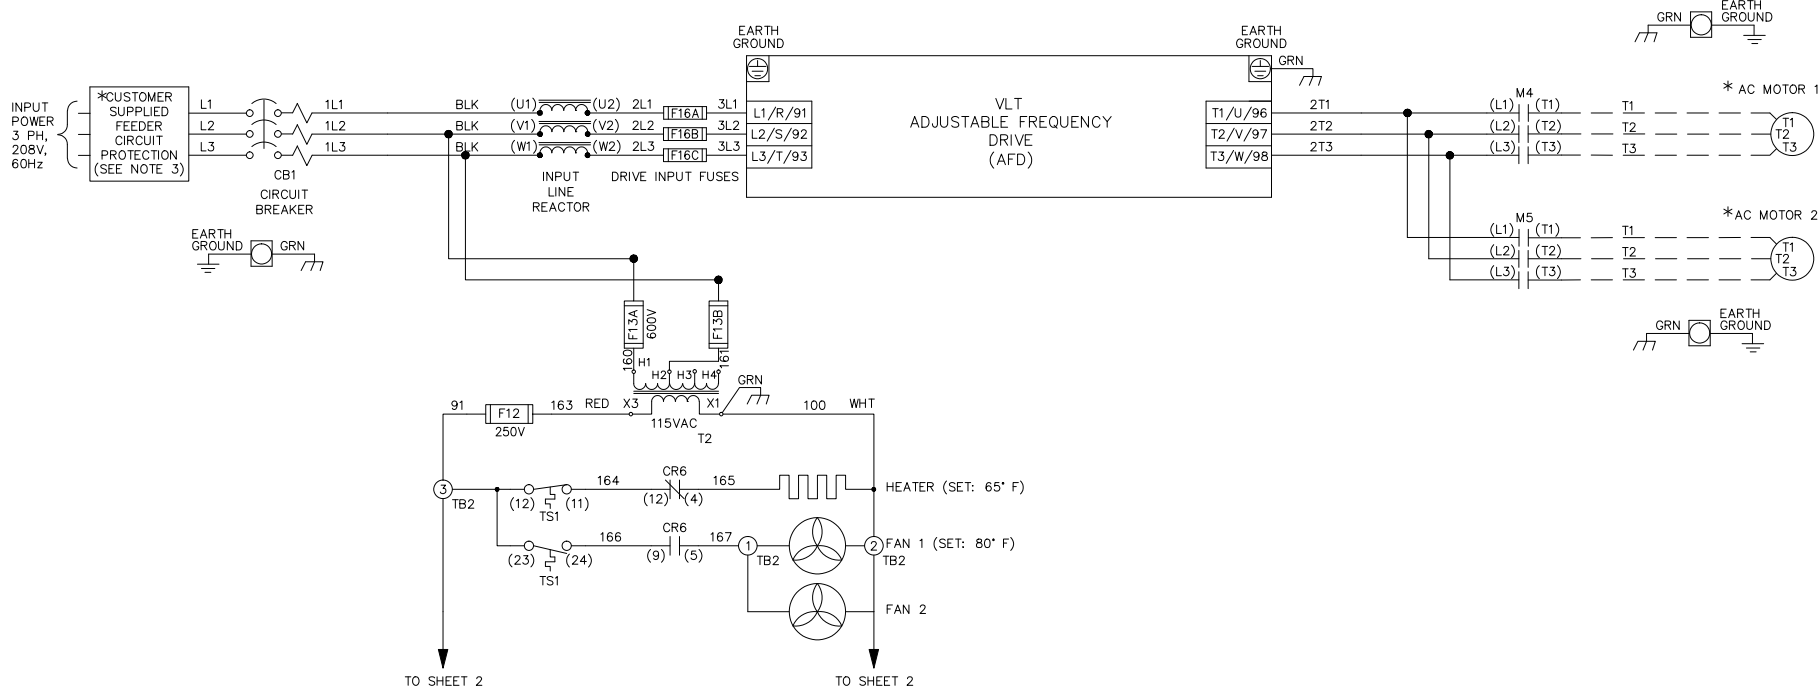 GRN
EARTH
GROUND
EARTH
GROUND
EARTH
GROUND
GRN
INPUT
POWER
3 PH,
208V,
60Hz
*CUSTOMER
SUPPLIED
FEEDER
CIRCUIT
PROTECTION
(SEE NOTE 3)
L1
L2
L3
CB1
CIRCUIT
BREAKER
1L1
1L2
1L3
BLK
BLK
BLK
(U1)
(V1)
(W1)
(U2)
(V2)
(W2)
INPUT
LINE
REACTOR
2L1
2L2
2L3
F16A
F16B
F16C
3L1
3L2
3L3
DRIVE INPUT FUSES
L1/R/91
L2/S/92
L3/T/93
VLT
ADJUSTABLE FREQUENCY
DRIVE
(AFD)
T1/U/96
T2/V/97
T3/W/98
2T1
2T2
2T3
M4
(L1)
(L2)
(L3)
(T1)
(T2)
(T3)
T1
T2
T3
* AC MOTOR 1
T1
T2
T3
M5
(L1)
(L2)
(L3)
(T1)
(T2)
(T3)
T1
T2
T3
*AC MOTOR 2
T1
T2
T3
EARTH
GROUND
GRN
GRN
EARTH
GROUND
F13A
600V
F13B
160
161
H1
H2
H3
H4
GRN
91
F12
250V
163
RED
X3
X1
115VAC
T2
100
WHT
3
TB2
(12)
(11)
TS1
164
CR6
(12)
(4)
165
HEATER (SET: 65° F)
(23)
(24)
TS1
166
CR6
(9)
(5)
167
1
TB2
2
TB2
FAN 1 (SET: 80° F)
FAN 2
TO SHEET 2
TO SHEET 2